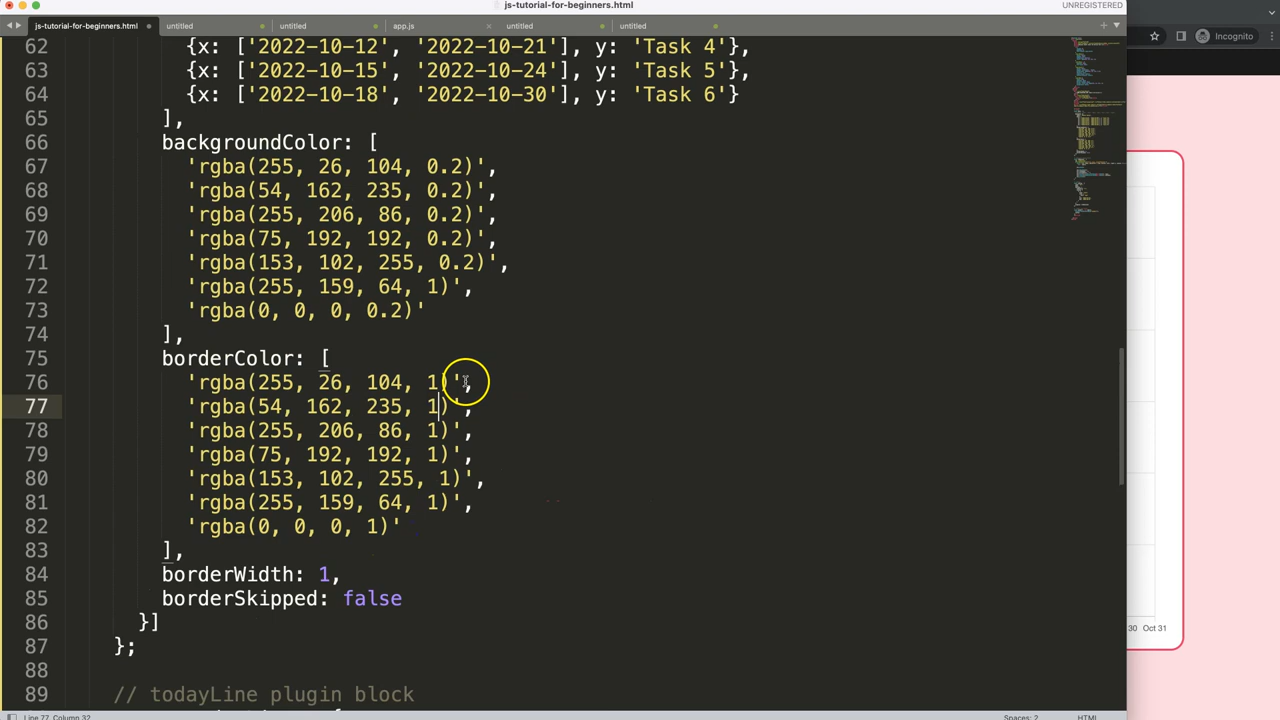 js-tutorial-for-beginners.html
UNREGISTERED
js-tutorial-for-beginners.html untitled untitled app.js untitled untitled
Incognito
62 {x: ['2022-10-12', '2022-10-21'], y: 'Task 4'},
63 {x: ['2022-10-15', '2022-10-24'], y: 'Task 5'},
64 {x: ['2022-10-18', '2022-10-30'], y: 'Task 6'}
65 ],
66 backgroundColor: [
67 'rgba(255, 26, 104, 0.2)',
68 'rgba(54, 162, 235, 0.2)',
69 'rgba(255, 206, 86, 0.2)',
70 'rgba(75, 192, 192, 0.2)',
71 'rgba(153, 102, 255, 0.2)',
72 'rgba(255, 159, 64, 1)',
73 'rgba(0, 0, 0, 0.2)'
74 ],
75 borderColor: [
76 'rgba(255, 26, 104, 1)',
77 'rgba(54, 162, 235, 1)',
78 'rgba(255, 206, 86, 1)',
79 'rgba(75, 192, 192, 1)',
80 'rgba(153, 102, 255, 1)',
81 'rgba(255, 159, 64, 1)',
82 'rgba(0, 0, 0, 1)'
83 ],
84 borderWidth: 1,
85 borderSkipped: false
86 }]
87 };
88
89 // todayLine plugin block
30 Oct 31
Line 77, Column 32
Spaces: 2
HTML